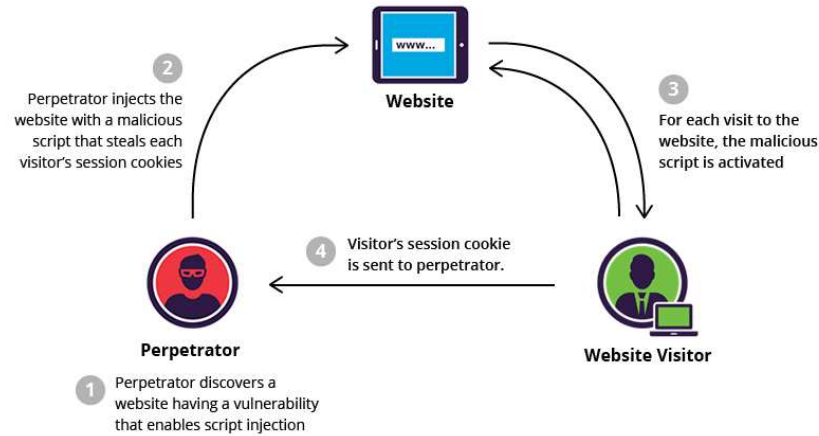 www...
Website
2
Perpetrator injects the
website with a malicious
script that steals each
visitor's session cookies
3
For each visit to the
website, the malicious
script is activated
4
Visitor's session cookie
is sent to perpetrator.
Perpetrator
Website Visitor
1
Perpetrator discovers a
website having a vulnerability
that enables script injection